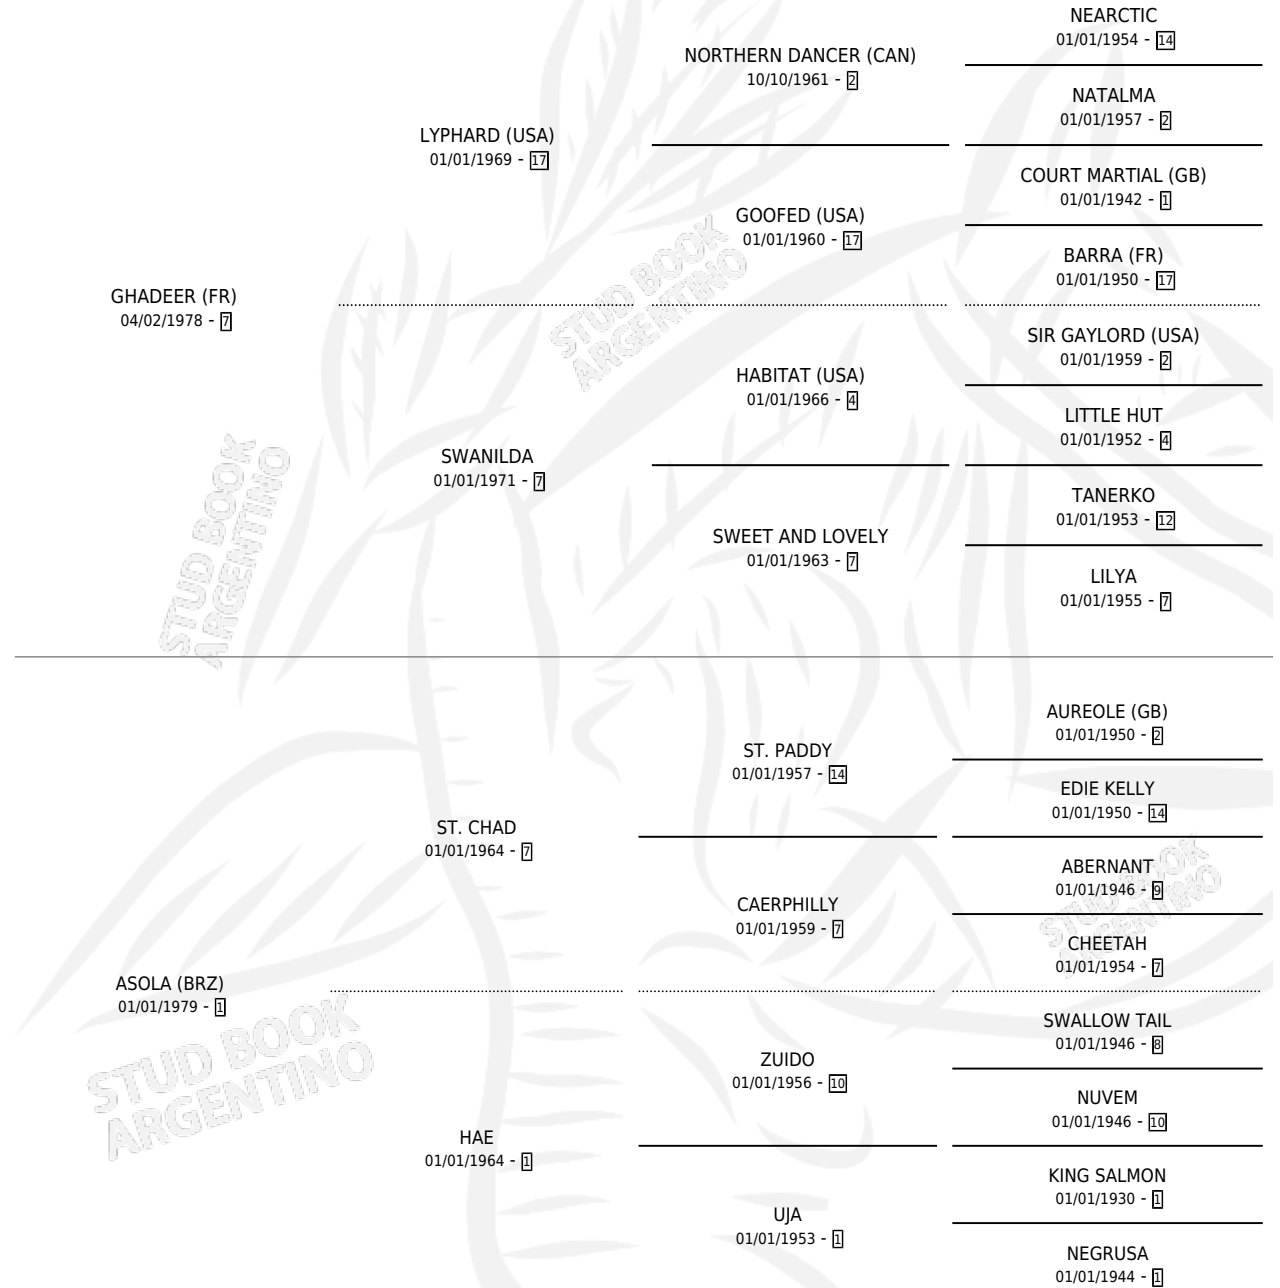 NEARCTIC
01/01/1954 - 14
NORTHERN DANCER (CAN)
10/10/1961 - 2
NATALMA
01/01/1957 - 2
LYPHARD (USA)
01/01/1969 - 17
COURT MARTIAL (GB)
01/01/1942 - 1
GOOFED (USA)
01/01/1960 - 17
BARRA (FR)
01/01/1950 - 17
GHADEER (FR)
04/02/1978 - 7
STUD BOOK
ARGENTINO
SIR GAYLORD (USA)
01/01/1959 - 2
HABITAT (USA)
01/01/1966 - 4
LITTLE HUT
01/01/1952 - 4
SWANILDA
01/01/1971 - 7
TANERKO
01/01/1953 - 12
SWEET AND LOVELY
01/01/1963 - 7
LILYA
01/01/1955 - 7
STUD BOOK
ARGENTINO
AUREOLE (GB)
01/01/1950 - 2
ST. PADDY
01/01/1957 - 14
EDIE KELLY
01/01/1950 - 14
ST. CHAD
01/01/1964 - 7
ABERNANT
01/01/1946 - 9
CAERPHILLY
01/01/1959 - 7
CHEETAH
01/01/1954 - 7
STUD BOOK
ARGENTINO
ASOLA (BRZ)
01/01/1979 - 1
SWALLOW TAIL
01/01/1946 - 8
ZUIDO
01/01/1956 - 10
NUVEM
01/01/1946 - 10
STUD BOOK
ARGENTINO
HAE
01/01/1964 - 1
KING SALMON
01/01/1930 - 1
UJA
01/01/1953 - 1
NEGRUSA
01/01/1944 - 1